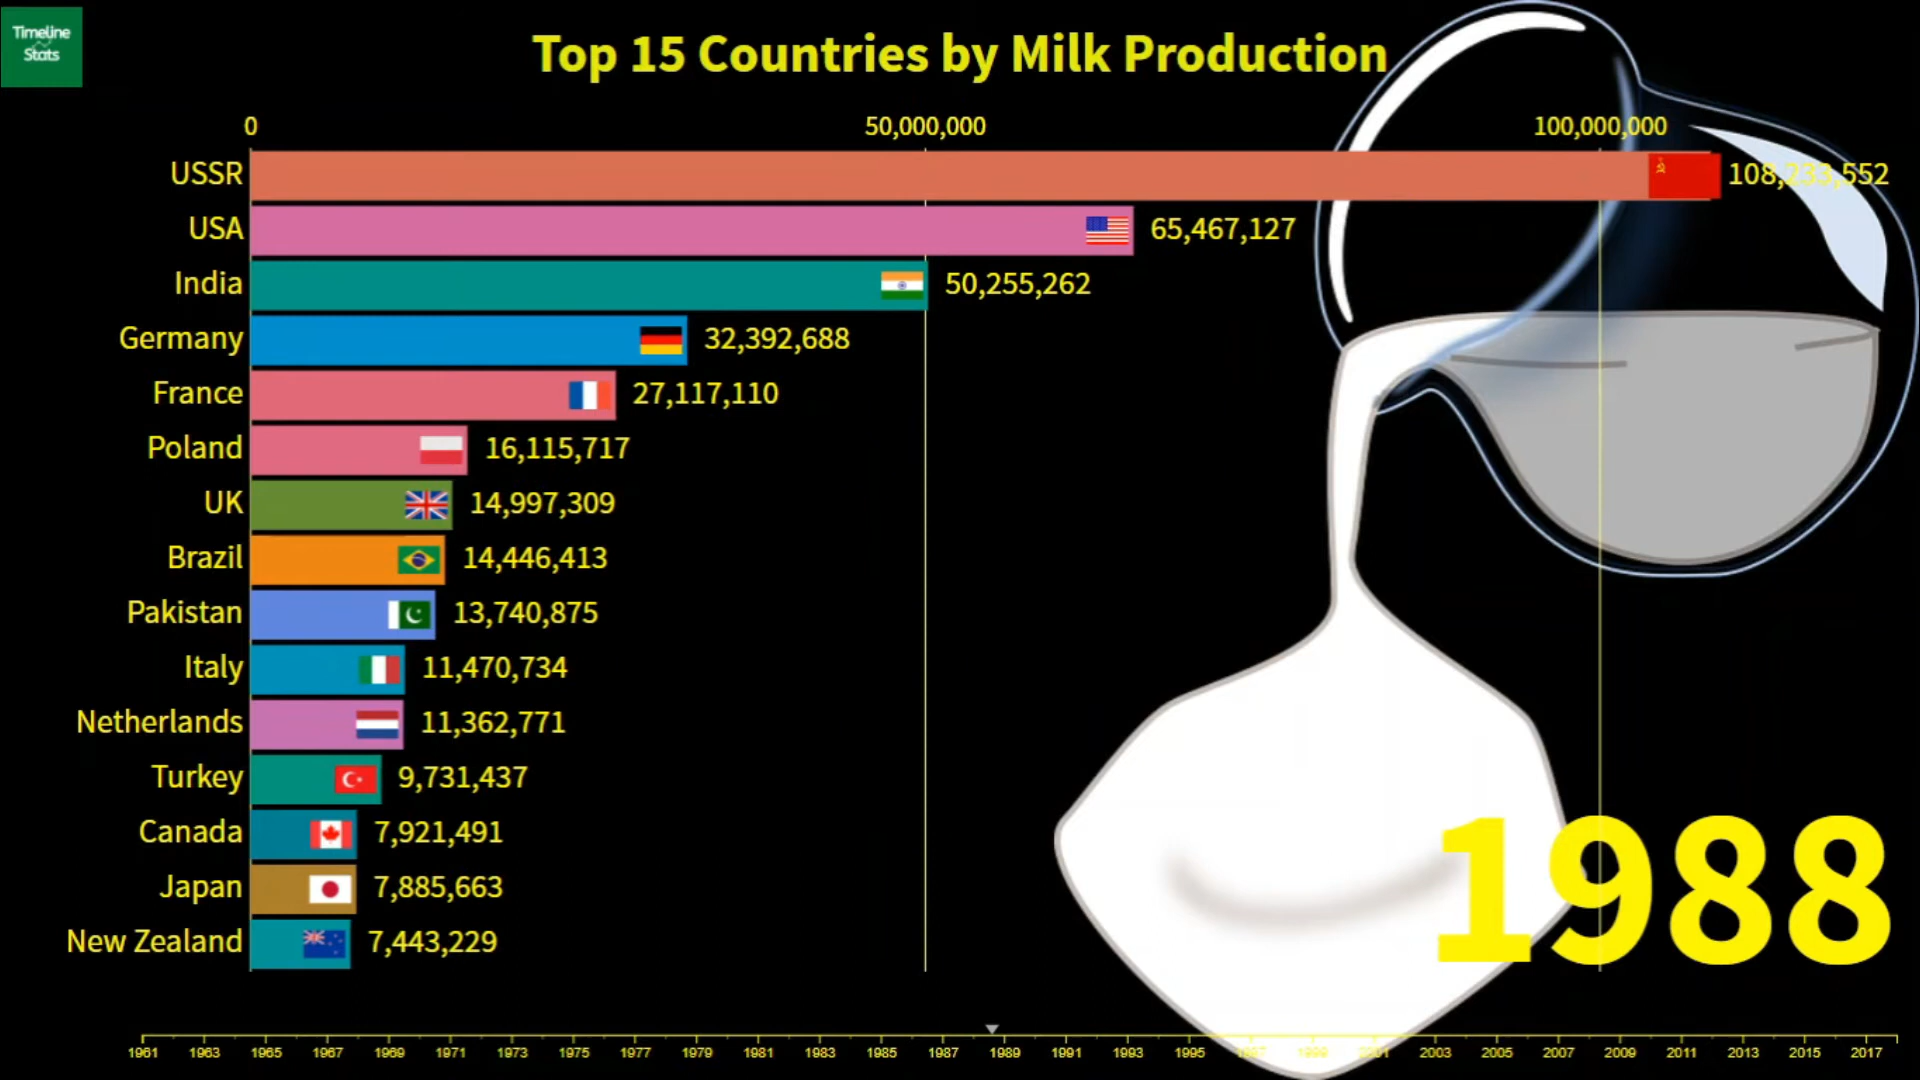 Timeline
Stats
Top 15 Countries by Milk Production
0 50,000,000 100,000,000
USSR 108,233,552
USA 65,467,127
India 50,255,262
Germany 32,392,688
France 27,117,110
Poland 16,115,717
UK 14,997,309
Brazil 14,446,413
Pakistan 13,740,875
Italy 11,470,734
Netherlands 11,362,771
Turkey 9,731,437
Canada 7,921,491
Japan 7,885,663
New Zealand 7,443,229
1988
1961 1963 1965 1967 1969 1971 1973 1975 1977 1979 1981 1983 1985 1987 1989 1991 1993 1995 1997 1999 2001 2003 2005 2007 2009 2011 2013 2015 2017